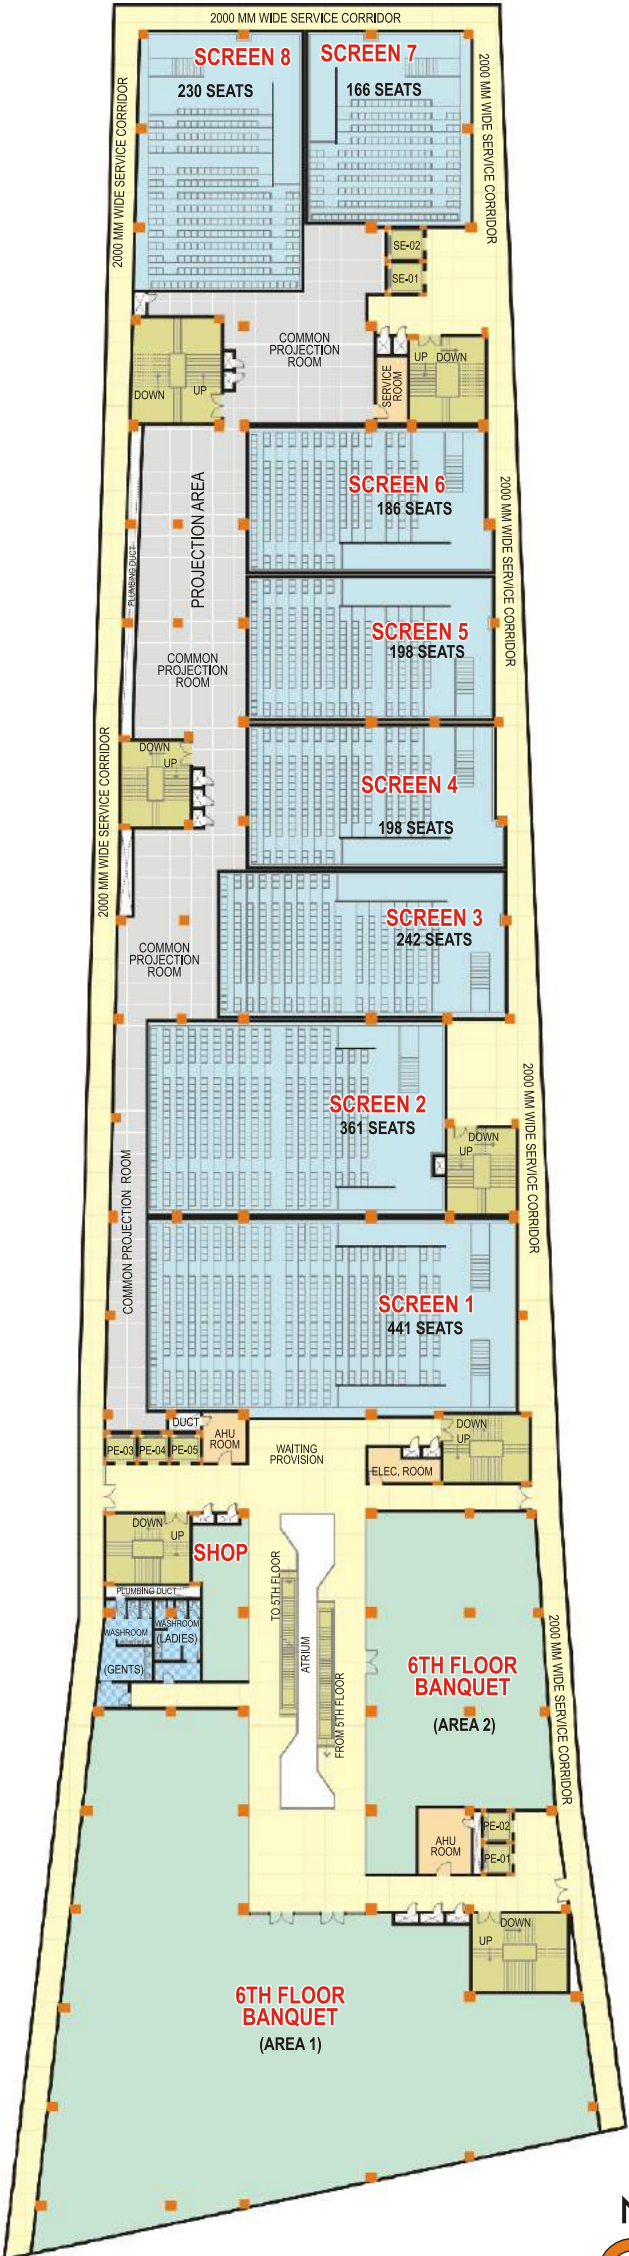 2000 MM WIDE SERVICE CORRIDOR
SCREEN 8
230 SEATS
SCREEN 7
166 SEATS
2000 MM WIDE SERVICE CORRIDOR
2000 MM WIDE SERVICE CORRIDOR
SE-02
SE-01
COMMON
PROJECTION
ROOM
DOWN
UP
SERVICE
ROOM
UP
DOWN
SCREEN 6
186 SEATS
PROJECTION AREA
PLUMBING DUCT
2000 MM WIDE SERVICE CORRIDOR
SCREEN 5
198 SEATS
COMMON
PROJECTION
ROOM
DOWN
UP
2000 MM WIDE SERVICE CORRIDOR
SCREEN 4
198 SEATS
SCREEN 3
242 SEATS
COMMON
PROJECTION
ROOM
SCREEN 2
361 SEATS
2000 MM WIDE SERVICE CORRIDOR
DOWN
UP
COMMON PROJECTION ROOM
SCREEN 1
441 SEATS
DUCT
AHU
ROOM
PE-03
PE-04
PE-05
WAITING
PROVISION
DOWN
UP
ELEC. ROOM
DOWN
UP
SHOP
PLUMBING DUCT
WASHROOM
(GENTS)
WASHROOM
(LADIES)
TO 5TH FLOOR
ATRIUM
FROM 5TH FLOOR
6TH FLOOR
BANQUET
(AREA 2)
2000 MM WIDE SERVICE CORRIDOR
AHU
ROOM
PE-02
PE-01
UP
DOWN
6TH FLOOR
BANQUET
(AREA 1)